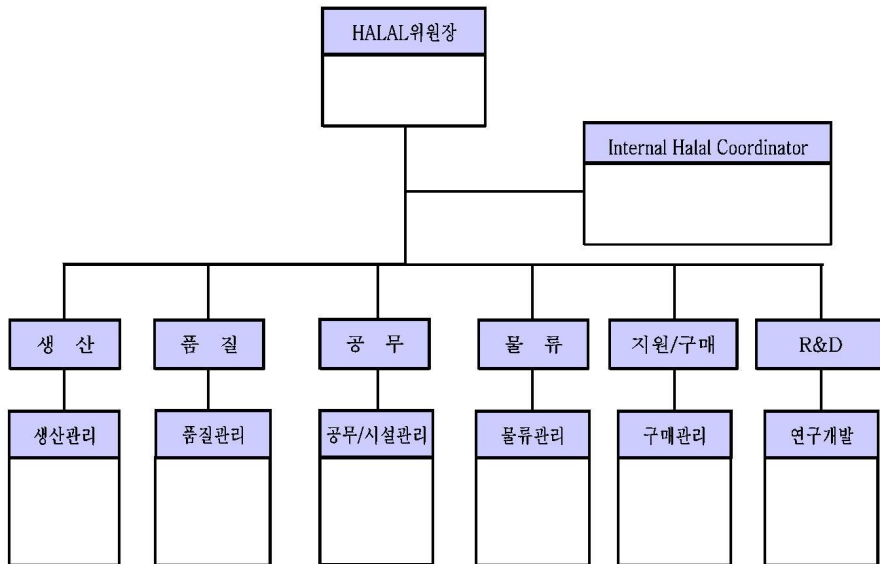 HALAL위원장
Internal Halal Coordinator
생 산
품 질
공 무
물 류
지원/구매
R&D
생산관리
품질관리
공무/시설관리
물류관리
구매관리
연구개발